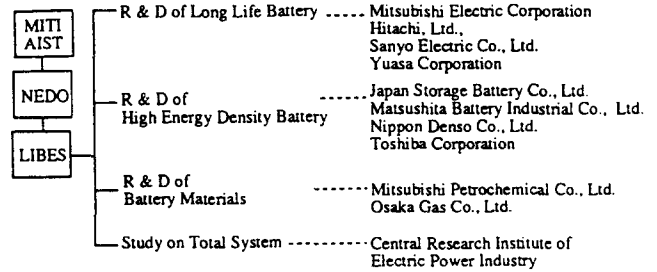 MITI
AIST
NEDO
LIBES
R & D of Long Life Battery
Mitsubishi Electric Corporation
Hitachi, Ltd.,
Sanyo Electric Co., Ltd.
Yuasa Corporation
R & D of
High Energy Density Battery
Japan Storage Battery Co., Ltd.
Matsushita Battery Industrial Co., Ltd.
Nippon Denso Co., Ltd.
Toshiba Corporation
R & D of
Battery Materials
Mitsubishi Petrochemical Co., Ltd.
Osaka Gas Co., Ltd.
Study on Total System
Central Research Institute of
Electric Power Industry